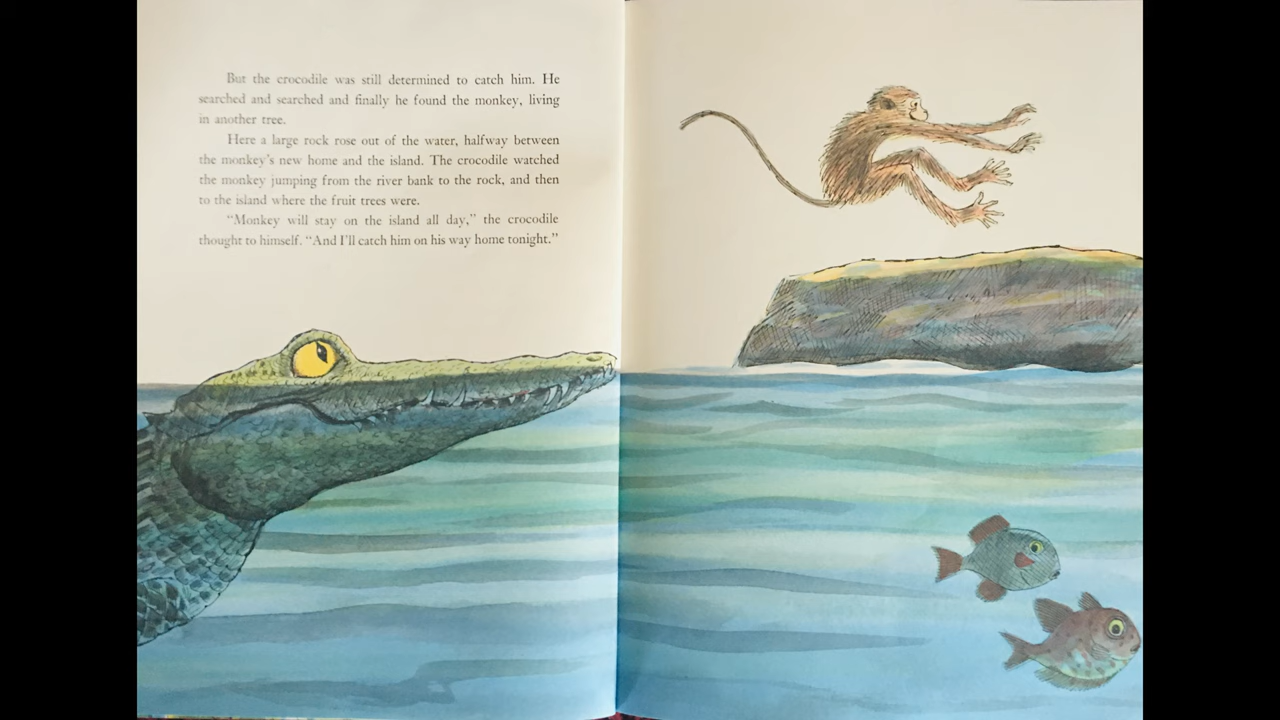 But the crocodile was still determined to catch him. He
searched and searched and finally he found the monkey, living
in another tree.
Here a large rock rose out of the water, halfway between
the monkey's new home and the island. The crocodile watched
the monkey jumping from the river bank to the rock, and then
to the island where the fruit trees were.
“Monkey will stay on the island all day,” the crocodile
thought to himself. “And I'll catch him on his way home tonight.”